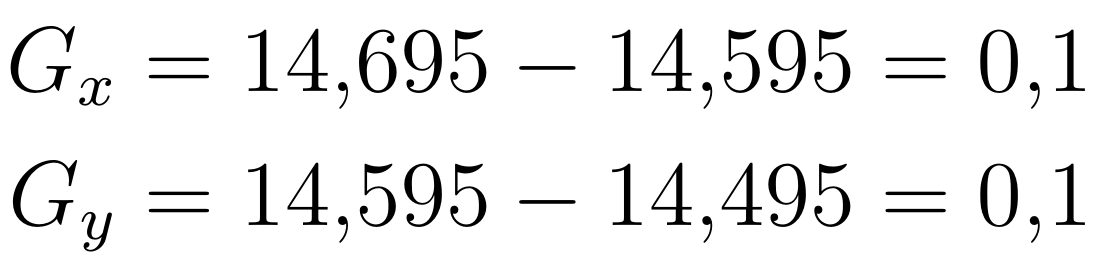 G_x = 14,695 − 14,595 = 0,1
G_y = 14,595 − 14,495 = 0,1